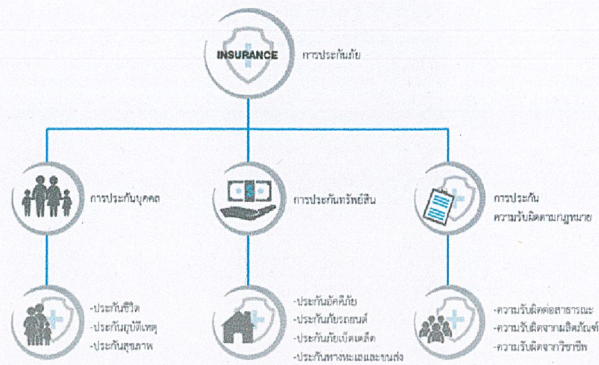 INSURANCE
การประกันภัย
การประกันบุคคล
การประกันทรัพย์สิน
การประกัน
ความรับผิดตามกฎหมาย
-ประกันชีวิต
-ประกันอุบัติเหตุ
-ประกันสุขภาพ
-ประกันอัคคีภัย
-ประกันภัยรถยนต์
-ประกันภัยเบ็ดเตล็ด
-ประกันทางทะเลและขนส่ง
-ความรับผิดต่อสาธารณะ
-ความรับผิดจากผลิตภัณฑ์
-ความรับผิดจากวิชาชีพ